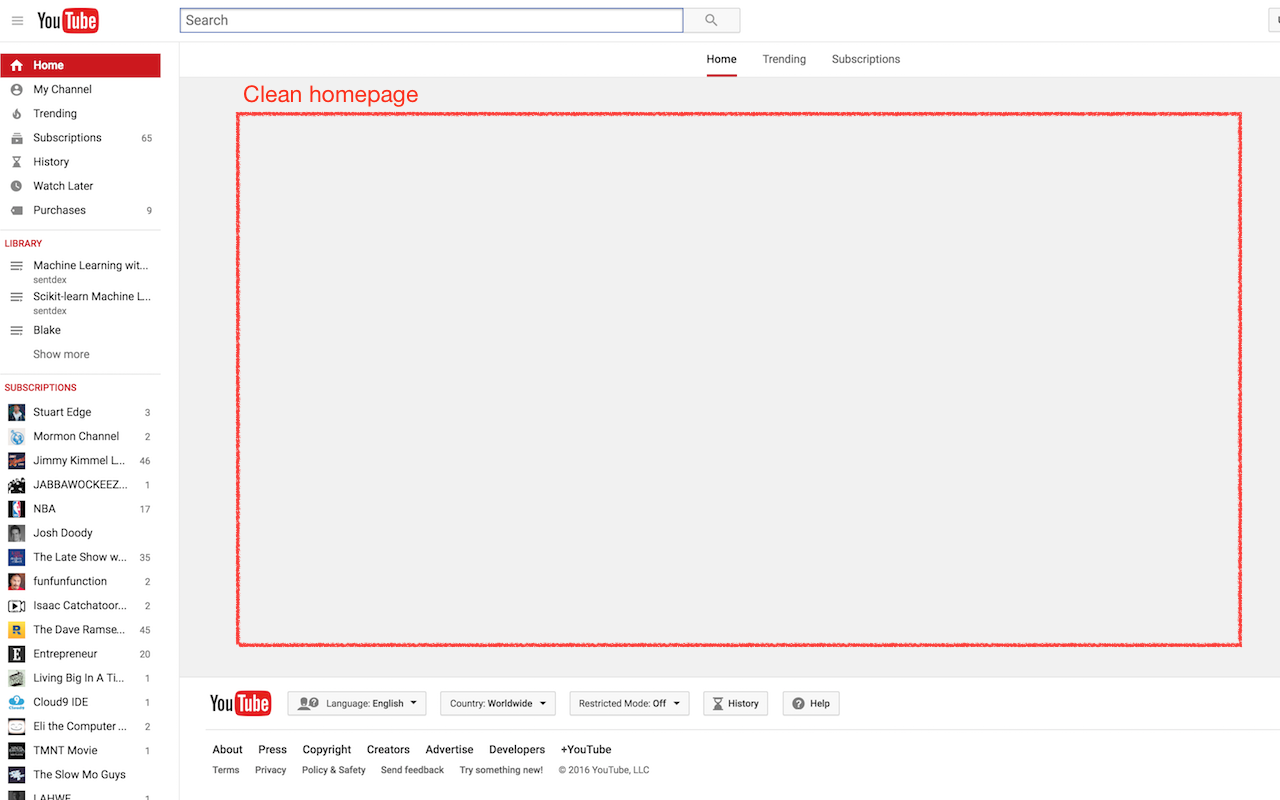 YouTube
Search
Home
Trending
Subscriptions
Clean homepage
Home
My Channel
Trending
Subscriptions 65
History
Watch Later
Purchases 9
LIBRARY
Machine Learning wit...
sentdex
Scikit-learn Machine L...
sentdex
Blake
Show more
SUBSCRIPTIONS
Stuart Edge 3
Mormon Channel 2
Jimmy Kimmel L... 46
JABBAWOCKEEZ... 1
NBA 17
Josh Doody
The Late Show w... 35
funfunfunction 2
Isaac Catchatoor... 2
The Dave Ramse... 45
Entrepreneur 20
Living Big In A Ti... 1
Cloud9 IDE 1
Eli the Computer ... 2
TMNT Movie 1
The Slow Mo Guys
LAHWF 1
YouTube
Language: English
Country: Worldwide
Restricted Mode: Off
History
Help
About Press Copyright Creators Advertise Developers +YouTube
Terms Privacy Policy & Safety Send feedback Try something new! © 2016 YouTube, LLC